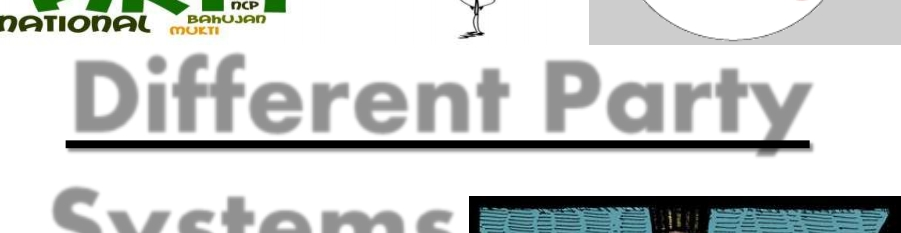 NCP
NATIONAL BAHUJAN
MUKTI
Different Party
Systems